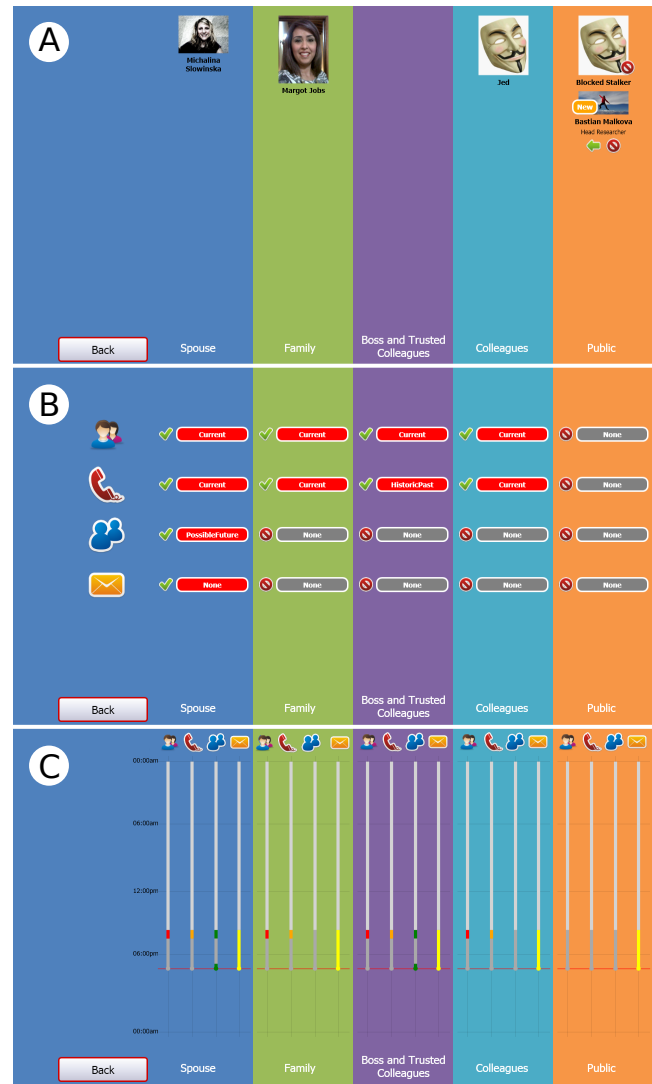 A
Michalina
Slowinska
Margot Jobs
Jed
Blocked Stalker
New
Bastian Malkova
Head Researcher
Back
Spouse
Family
Boss and Trusted
Colleagues
Colleagues
Public
B
Current
Current
Current
Current
None
Current
Current
HistoricPast
Current
None
PossibleFuture
None
None
None
None
None
None
None
None
None
Back
Spouse
Family
Boss and Trusted
Colleagues
Colleagues
Public
C
00:00am
06:00am
12:00pm
06:00pm
00:00am
Back
Spouse
Family
Boss and Trusted
Colleagues
Colleagues
Public